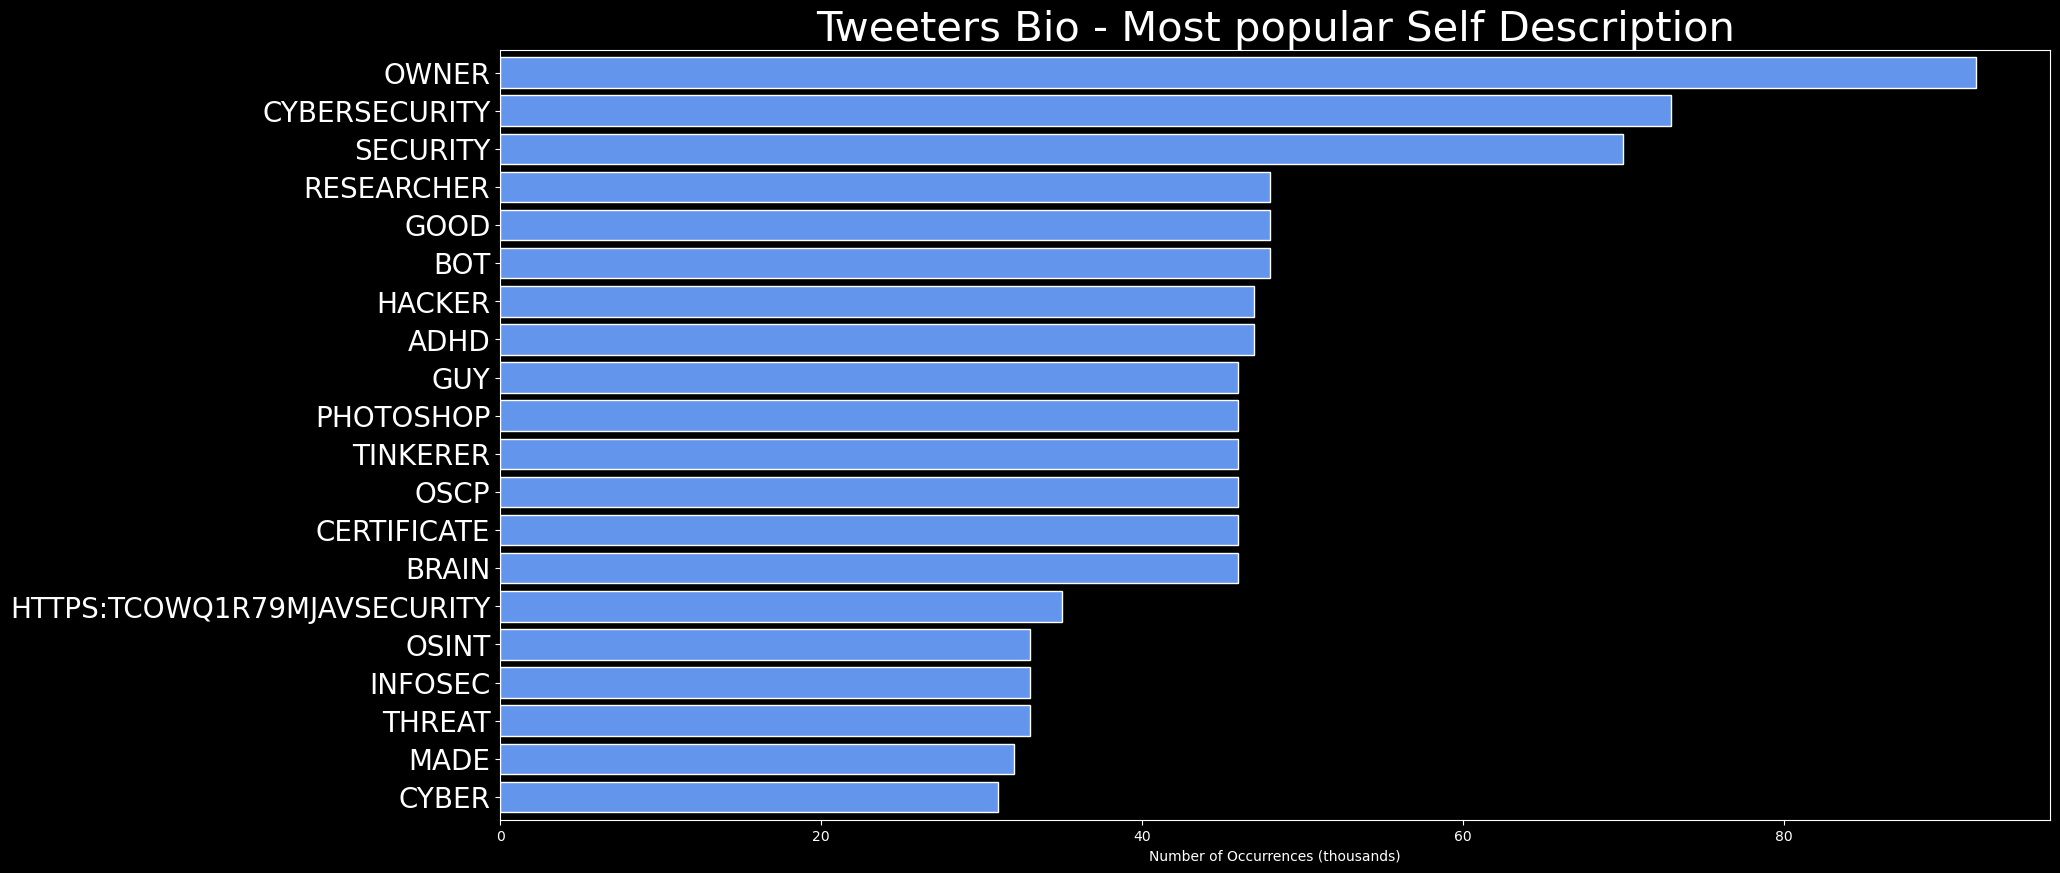 Tweeters Bio - Most popular Self Description
OWNER
CYBERSECURITY
SECURITY
RESEARCHER
GOOD
BOT
HACKER
ADHD
GUY
PHOTOSHOP
TINKERER
OSCP
CERTIFICATE
BRAIN
HTTPS:TCOWQ1R79MJAVSECURITY
OSINT
INFOSEC
THREAT
MADE
CYBER
0 20 40 60 80
Number of Occurrences (thousands)